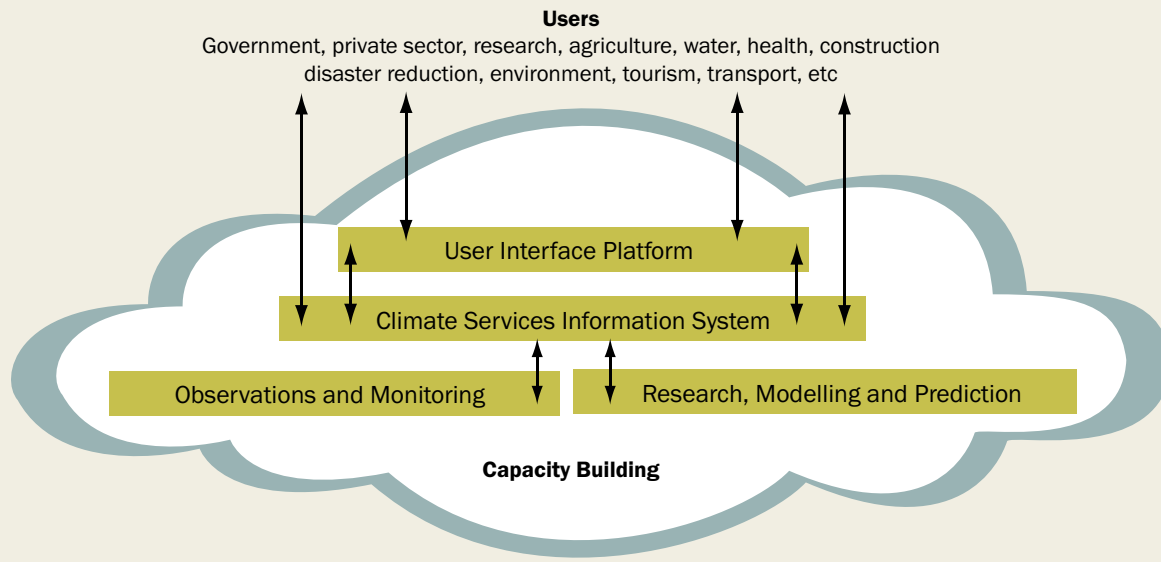 Users
Government, private sector, research, agriculture, water, health, construction
disaster reduction, environment, tourism, transport, etc
User Interface Platform
Climate Services Information System
Observations and Monitoring
Research, Modelling and Prediction
Capacity Building